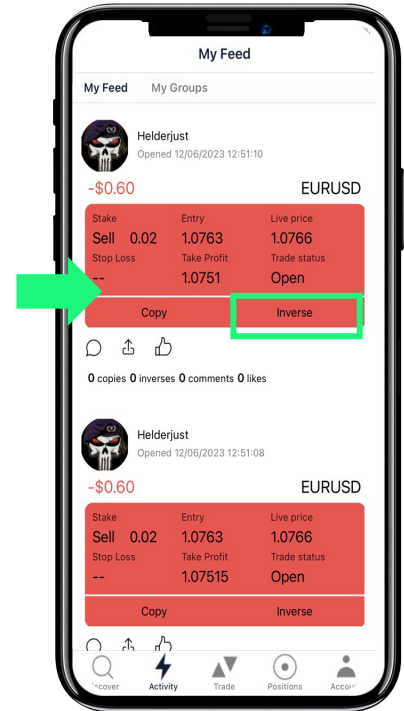 My Feed
My Feed My Groups
Helderjust
Opened 12/06/2023 12:51:10
-$0.60 EURUSD
Stake Entry Live price
Sell 0.02 1.0763 1.0766
Stop Loss Take Profit Trade status
-- 1.0751 Open
Copy Inverse
0 copies 0 inverses 0 comments 0 likes
Helderjust
Opened 12/06/2023 12:51:08
-$0.60 EURUSD
Stake Entry Live price
Sell 0.02 1.0763 1.0766
Stop Loss Take Profit Trade status
-- 1.07515 Open
Copy Inverse
Activity Trade Positions